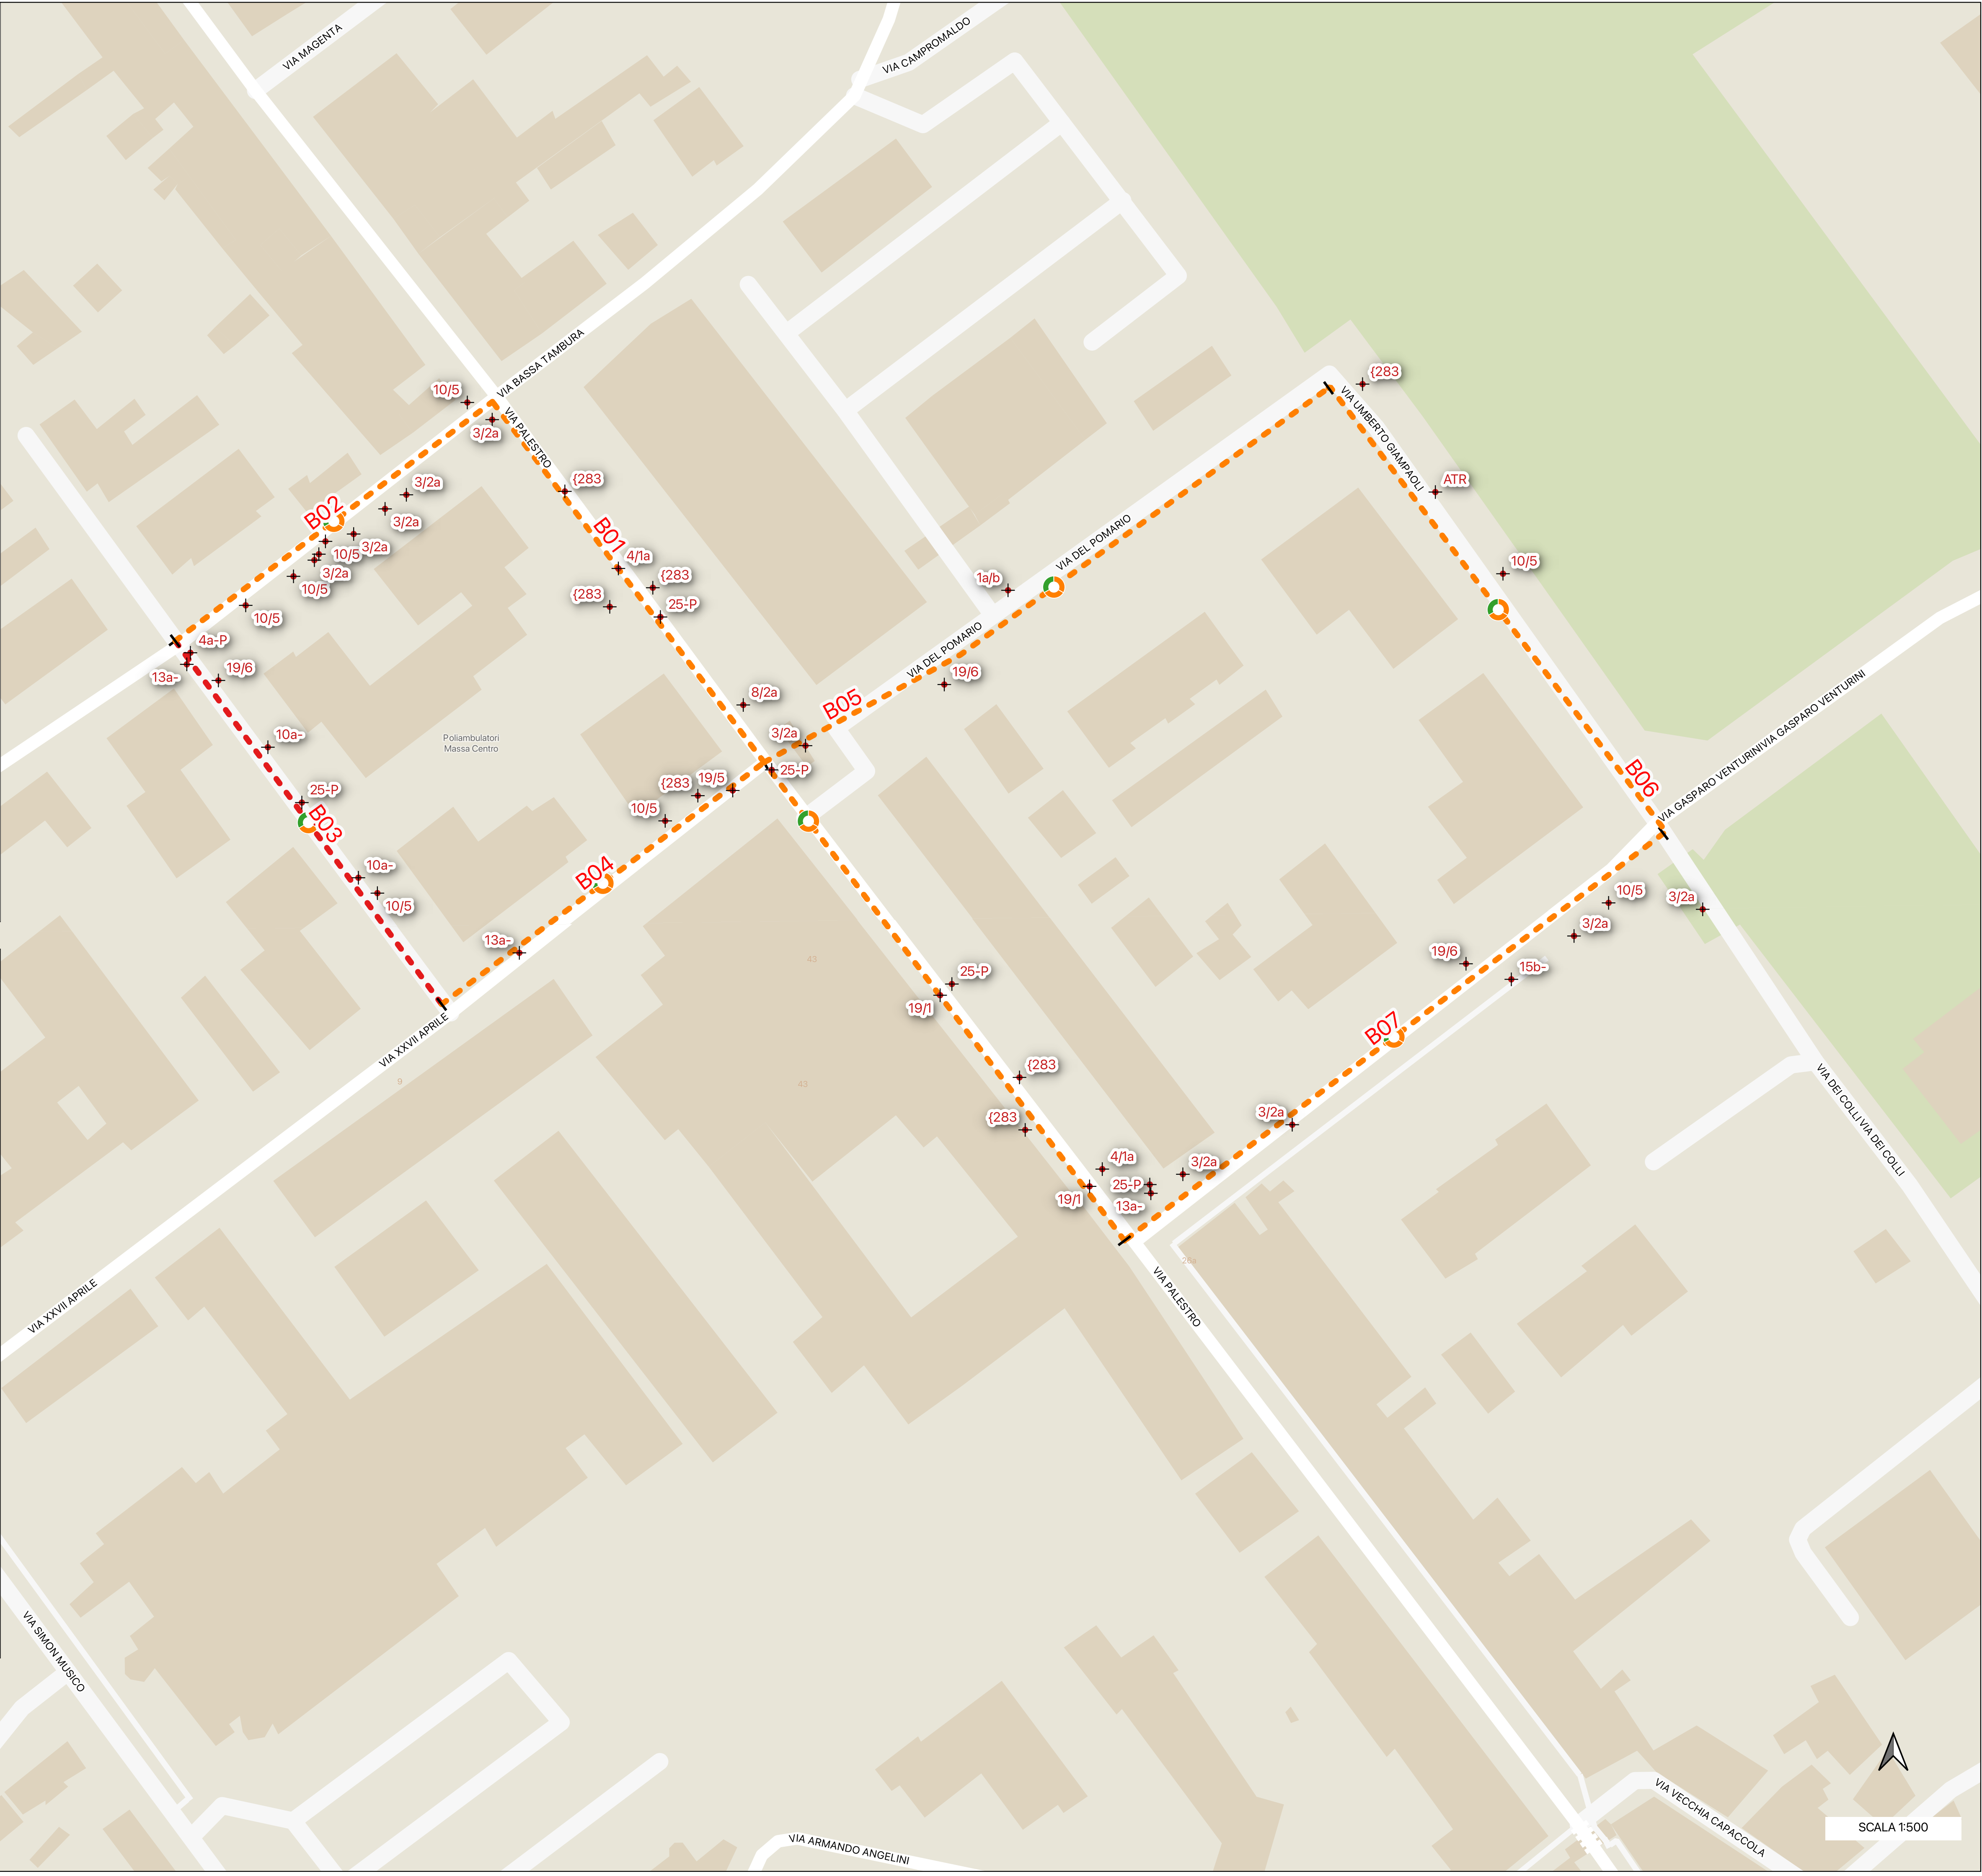 VIA MAGENTA
VIA CAMPROMALDO
VIA BASSA TAMBURA
{283
10/5
3/2a
VIA PALESTRO
VIA UMBERTO GIAMPAOLI
{283
ATR
3/2a
3/2a
B02
B01
VIA DEL POMARIO
3/2a
10/5
4/1a
3/2a
10/5
{283
{283
1a/b
10/5
25-P
10/5
4a-P
VIA DEL POMARIO
13a-
19/6
19/6
8/2a
B05
VIA GASPARO VENTURINIVIA GASPARO VENTURINI
10a-
Poliambulatori
Massa Centro
3/2a
25-P
{283
19/5
B06
25-P
B03
10/5
10a-
B04
10/5
10/5
3/2a
13a-
3/2a
19/6
43
25-P
15b-
19/1
VIA XXVII APRILE
B07
9
43
{283
VIA DEI COLLI VIA DEI COLLI
{283
3/2a
4/1a
3/2a
25-P
19/1
13a-
26a
VIA XXVII APRILE
VIA PALESTRO
VIA SIMON MUSICO
VIA VECCHIA CAPACCOLA
SCALA 1:500
VIA ARMANDO ANGELINI